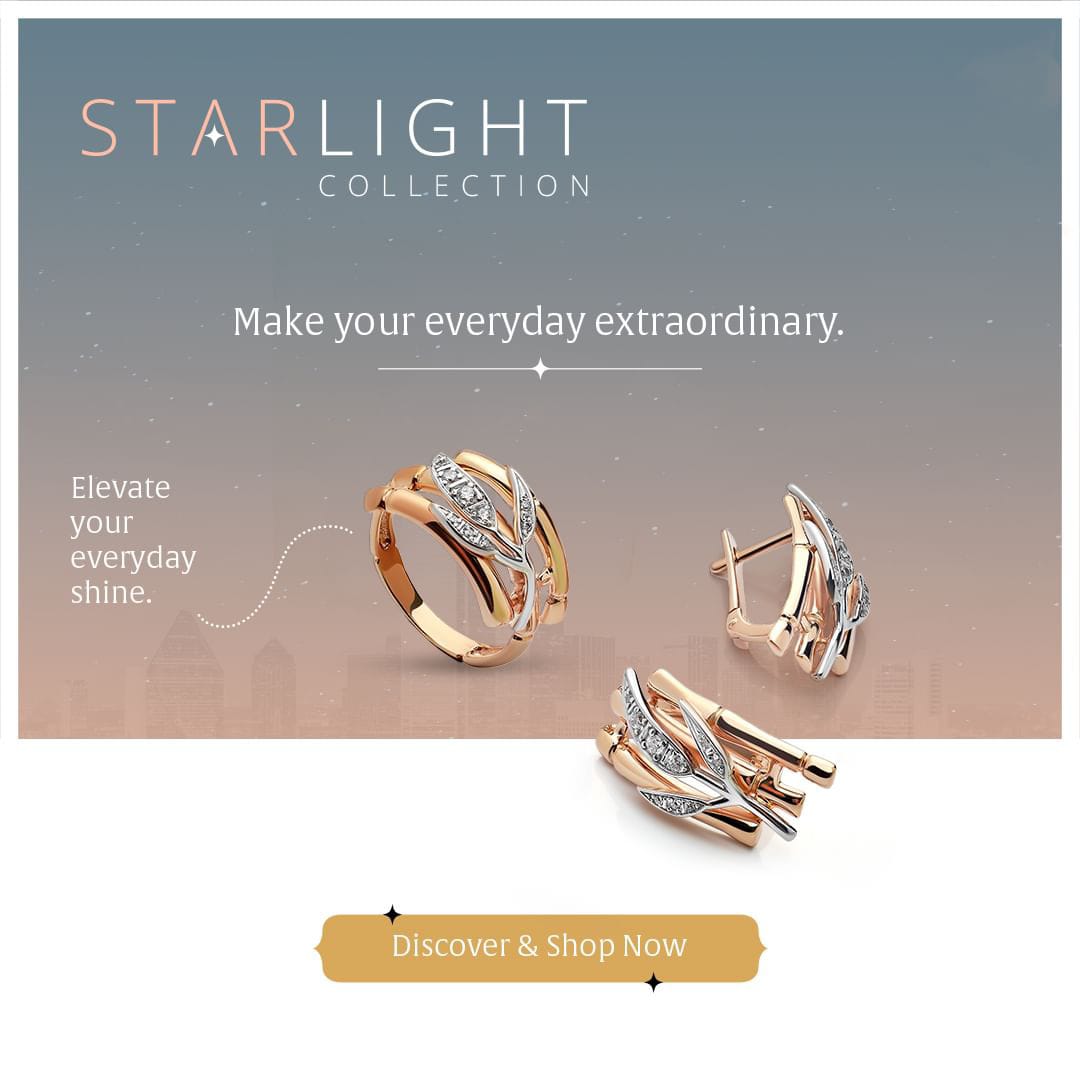 STARLIGHT
COLLECTION
Make your everyday extraordinary.
Elevate
your
everyday
shine.
Discover & Shop Now